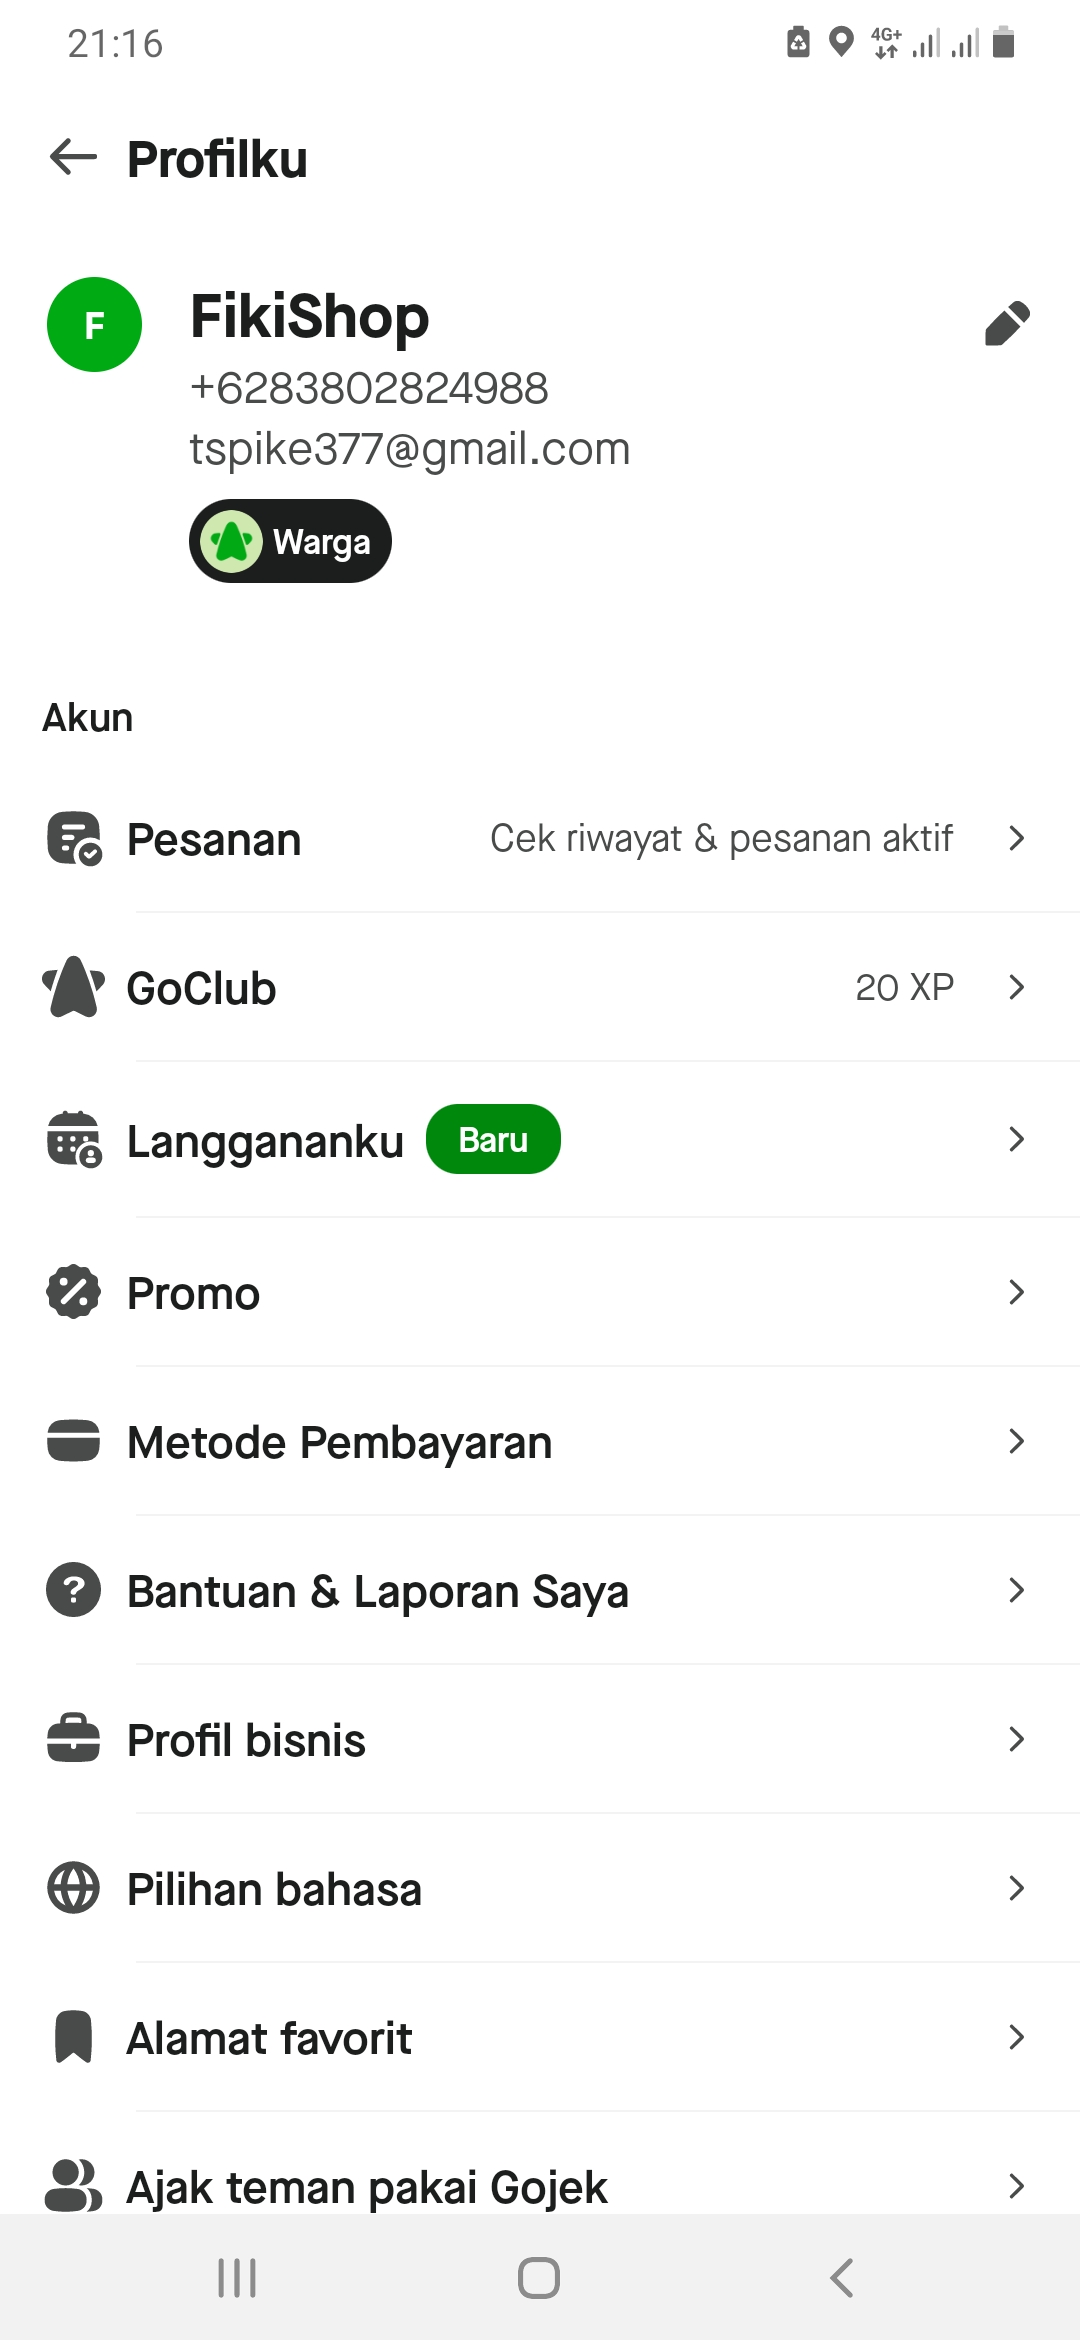 21:16
4G+
Profilku
F
FikiShop
+6283802824988
tspike377@gmail.com
Warga
Akun
Pesanan Cek riwayat & pesanan aktif
GoClub 20 XP
Langgananku Baru
Promo
Metode Pembayaran
Bantuan & Laporan Saya
Profil bisnis
Pilihan bahasa
Alamat favorit
Ajak teman pakai Gojek